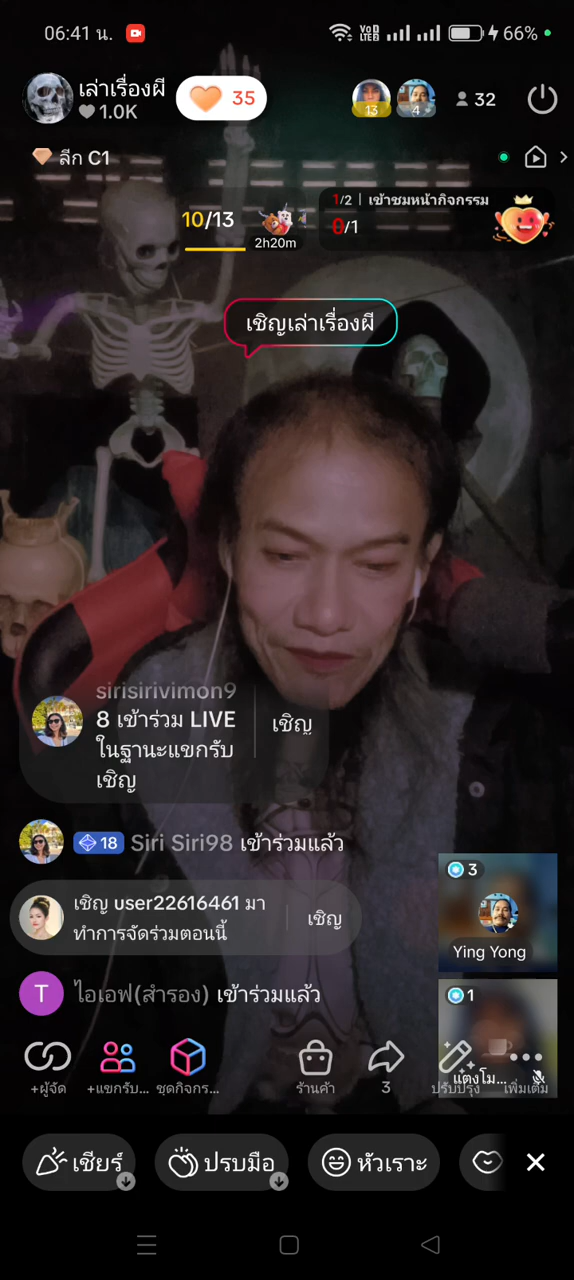 06:41 น.
VoD LTE2
66%
เล่าเรื่องผี
1.0K
35
13
4
32
ลีก C1
10/13
2h20m
1/2 | เข้าชมหน้ากิจกรรม
0/1
เชิญเล่าเรื่องผี
sirisirivimon9
8 เข้าร่วม LIVE
ในฐานะแขกรับ
เชิญ
เชิญ
18 Siri Siri98 เข้าร่วมแล้ว
เชิญ user22616461 มา
ทำการจัดร่วมตอนนี้
เชิญ
T ไอเอฟ(สำรอง) เข้าร่วมแล้ว
3
Ying Yong
1
แตงโม...
+ผู้จัด
+แขกรับ...
ชุดกิจกร...
ร้านค้า
3
ปรับปรุง
เพิ่มเติม
เชียร์
ปรบมือ
หัวเราะ